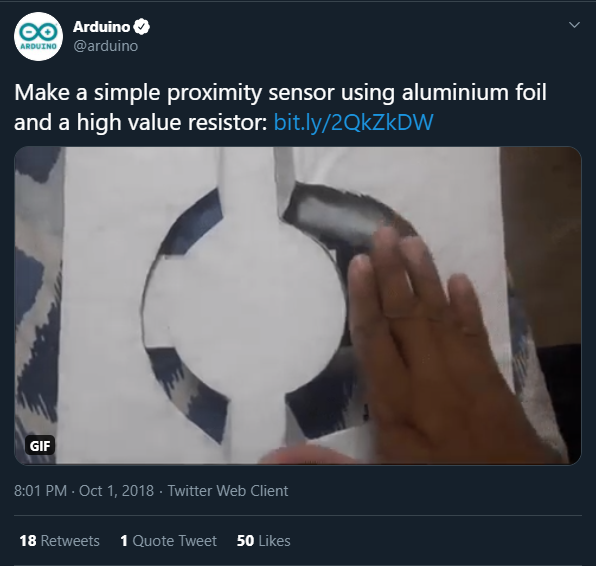 ARDUINO
Arduino
@arduino
Make a simple proximity sensor using aluminium foil
and a high value resistor: bit.ly/2QkZkDW
GIF
8:01 PM · Oct 1, 2018 · Twitter Web Client
18 Retweets 1 Quote Tweet 50 Likes